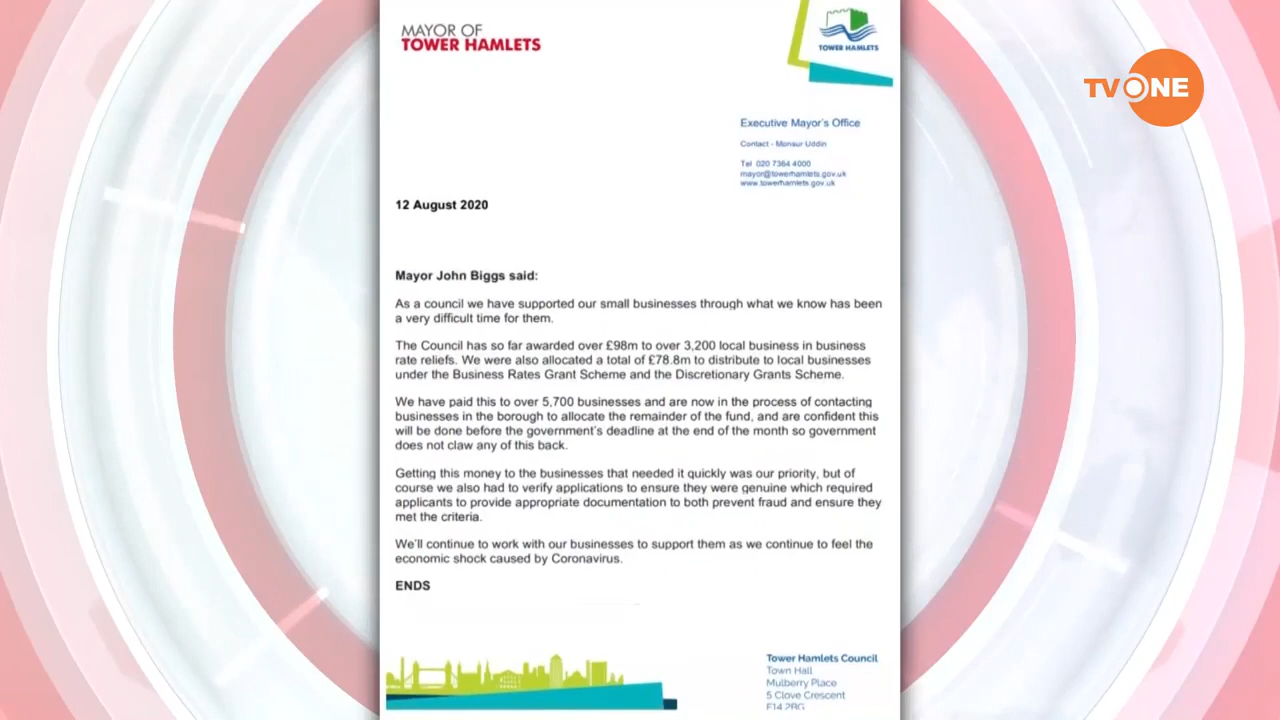 MAYOR OF
TOWER HAMLETS
TOWER HAMLETS
TV ONE
Executive Mayor's Office
Contact - Monsur Uddin
Tel 020 7364 4000
mayor@towerhamlets.gov.uk
www.towerhamlets.gov.uk
12 August 2020
Mayor John Biggs said:
As a council we have supported our small businesses through what we know has been
a very difficult time for them.
The Council has so far awarded over £98m to over 3,200 local business in business
rate reliefs. We were also allocated a total of £78.8m to distribute to local businesses
under the Business Rates Grant Scheme and the Discretionary Grants Scheme.
We have paid this to over 5,700 businesses and are now in the process of contacting
businesses in the borough to allocate the remainder of the fund, and are confident this
will be done before the government's deadline at the end of the month so government
does not claw any of this back.
Getting this money to the businesses that needed it quickly was our priority, but of
course we also had to verify applications to ensure they were genuine which required
applicants to provide appropriate documentation to both prevent fraud and ensure they
met the criteria.
We'll continue to work with our businesses to support them as we continue to feel the
economic shock caused by Coronavirus.
ENDS
Tower Hamlets Council
Town Hall
Mulberry Place
5 Clove Crescent
E14 2BG